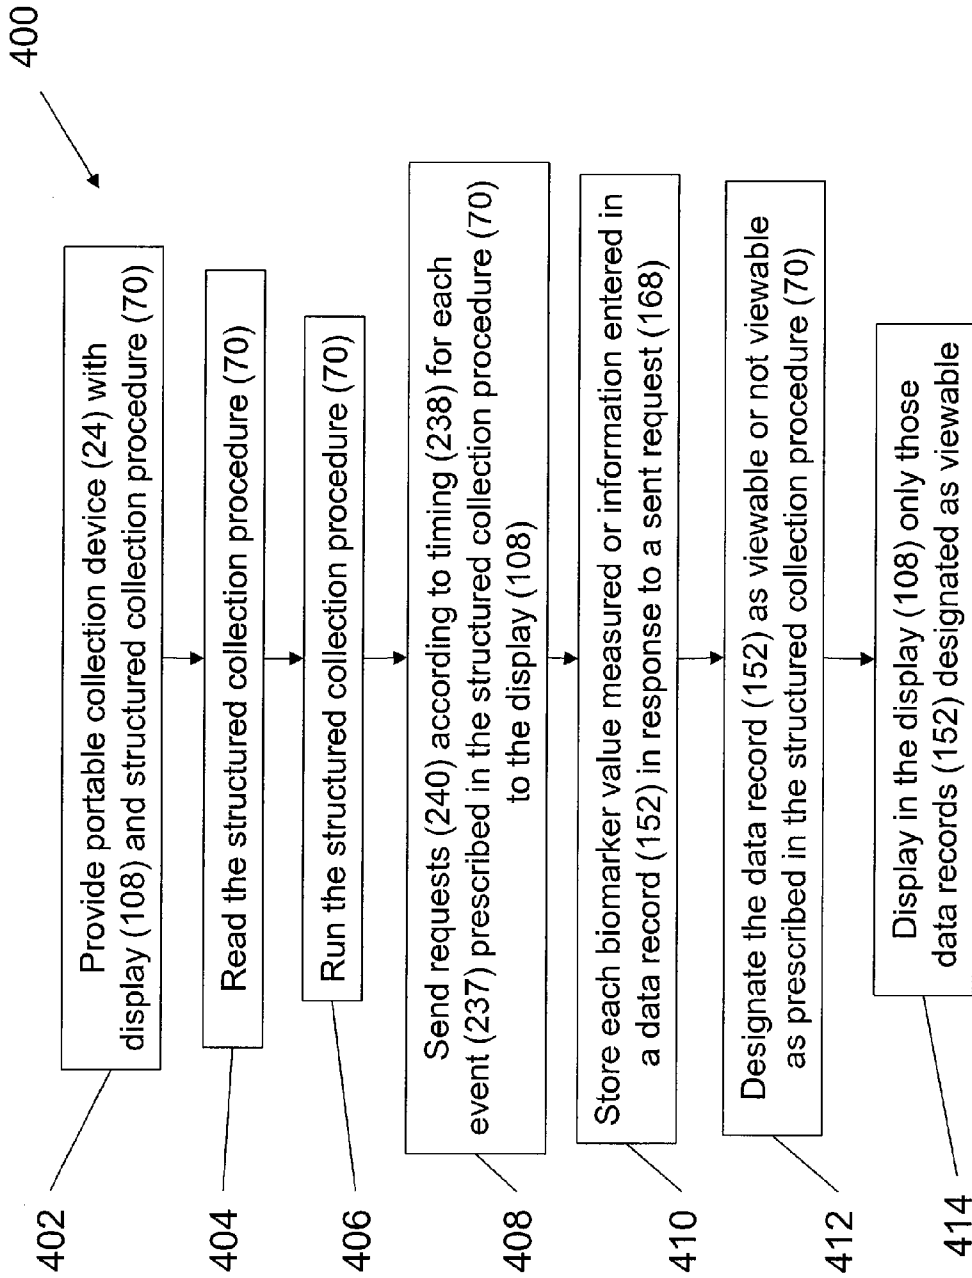 400
402
Provide portable collection device (24) with
display (108) and structured collection procedure (70)
404
Read the structured collection procedure (70)
406
Run the structured collection procedure (70)
408
Send requests (240) according to timing (238) for each
event (237) prescribed in the structured collection procedure (70)
to the display (108)
410
Store each biomarker value measured or information entered in
a data record (152) in response to a sent request (168)
412
Designate the data record (152) as viewable or not viewable
as prescribed in the structured collection procedure (70)
414
Display in the display (108) only those
data records (152) designated as viewable